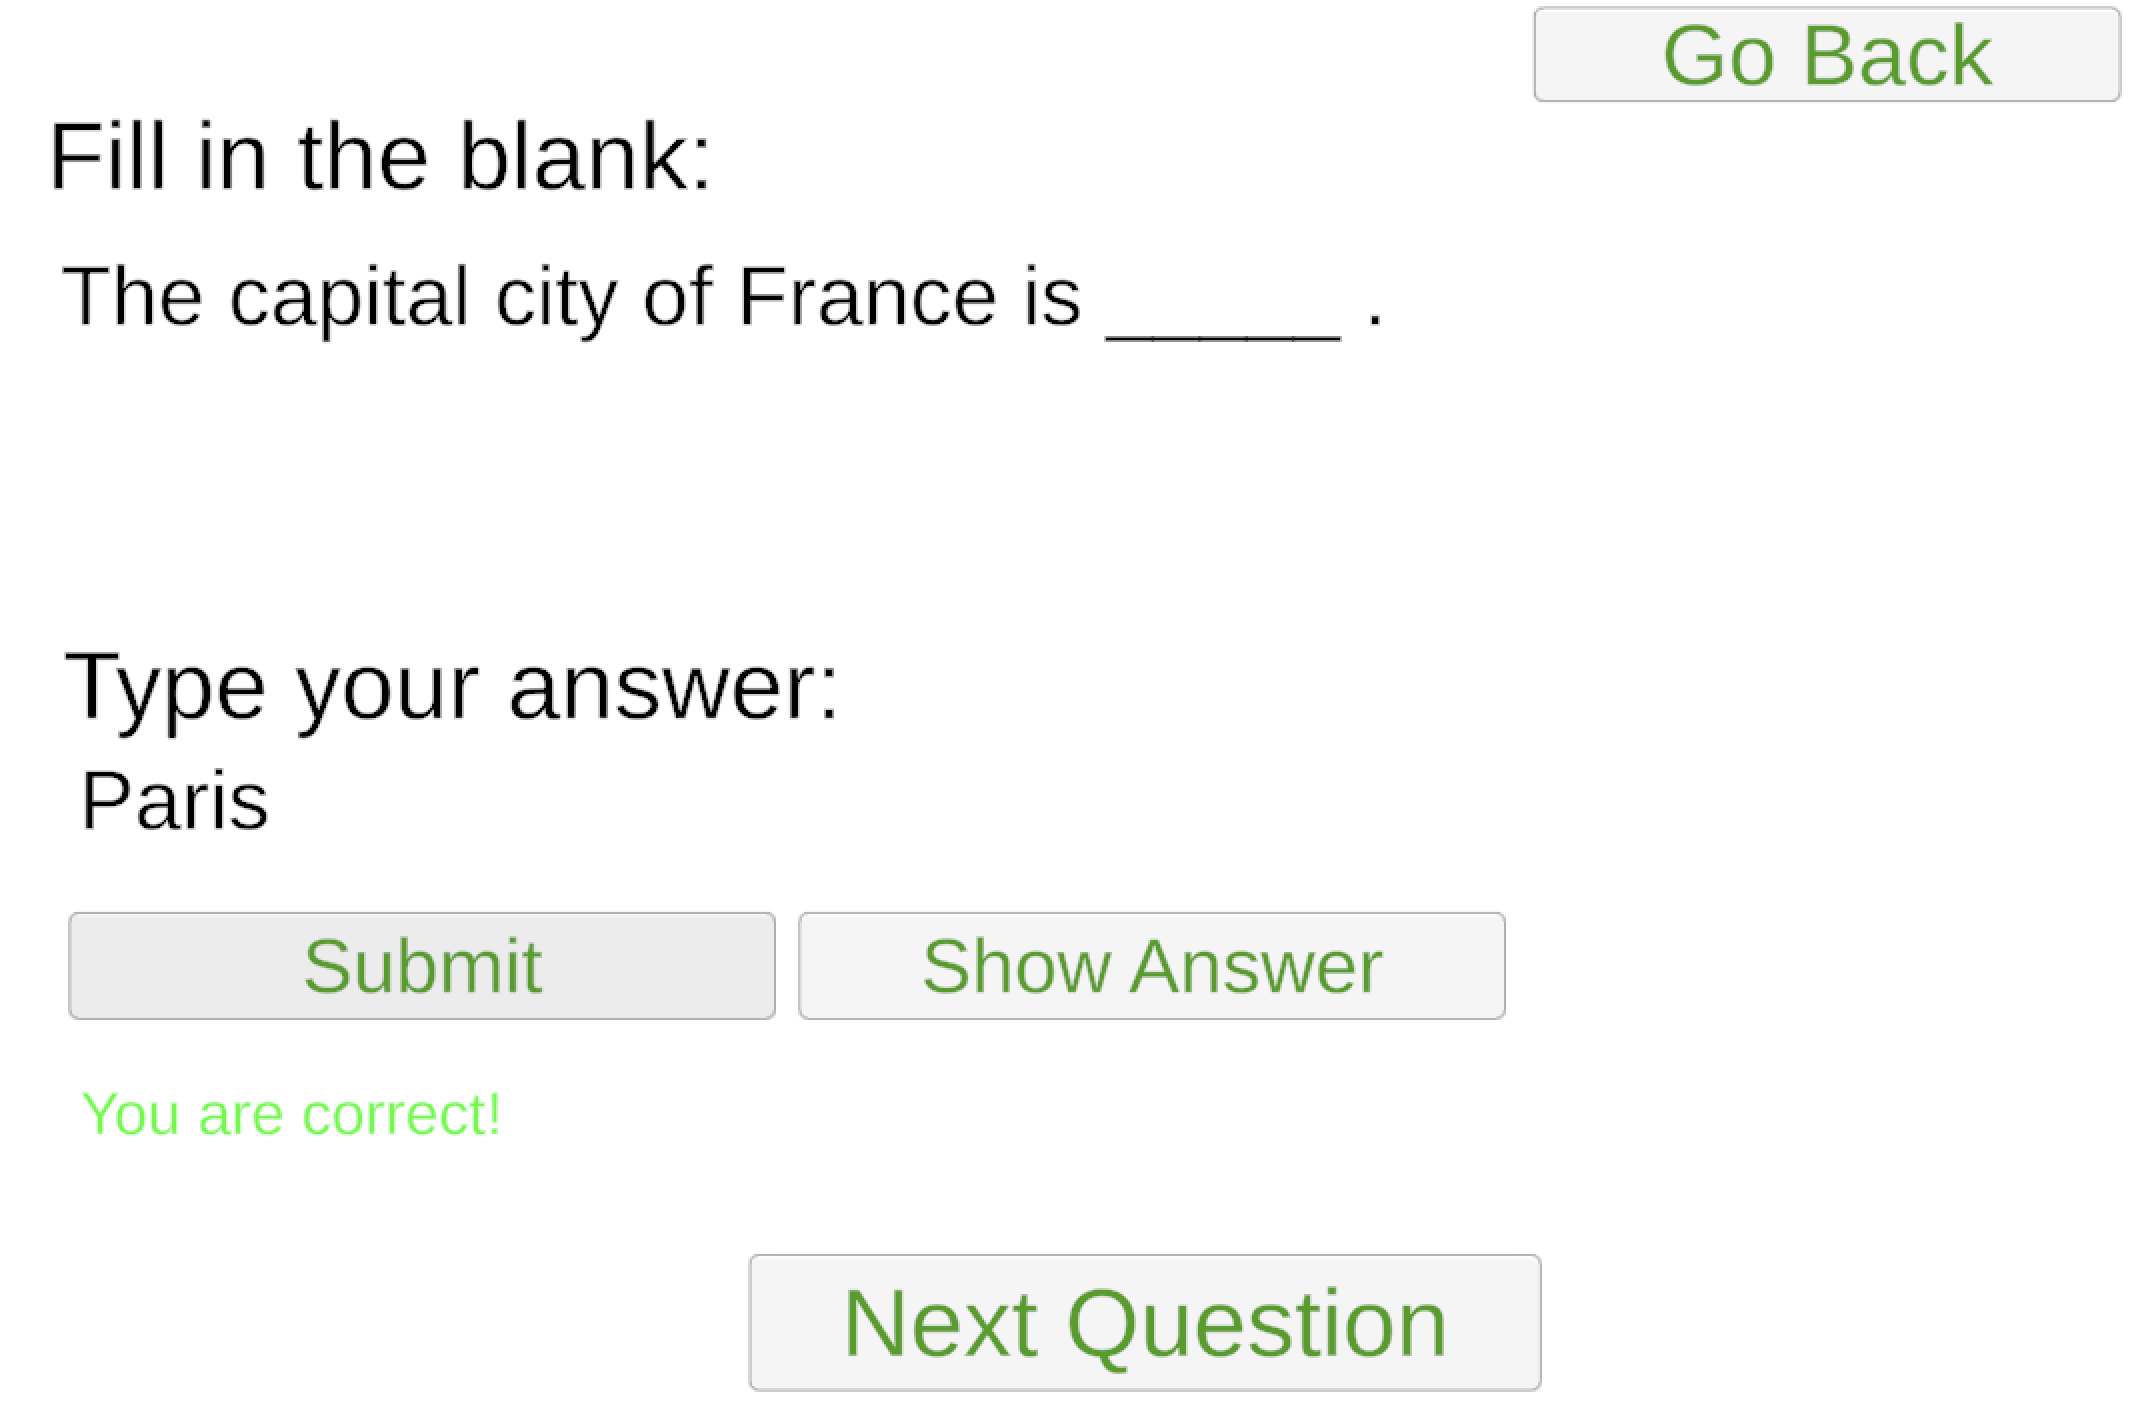 Go Back
Fill in the blank:
The capital city of France is _____ .
Type your answer:
Paris
Submit Show Answer
You are correct!
Next Question